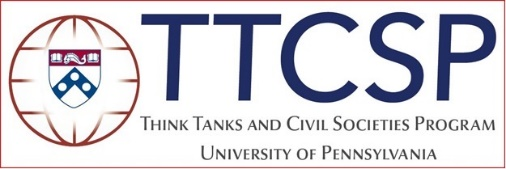 TTCSP
THINK TANKS AND CIVIL SOCIETIES PROGRAM
UNIVERSITY OF PENNSYLVANIA